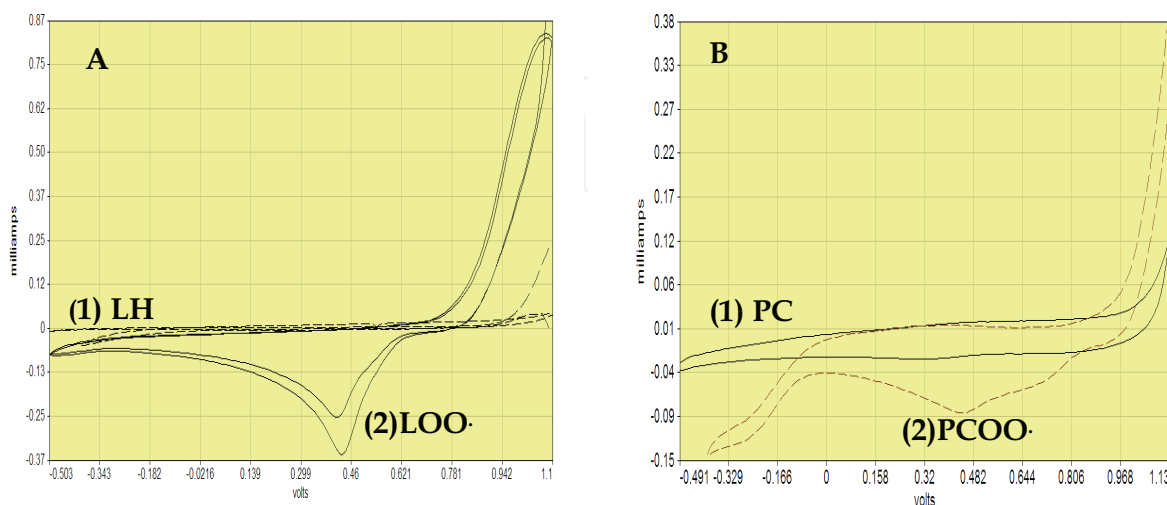 A
0.87
0.75
0.62
0.50
0.37
0.25
0.12
0
-0.13
-0.25
-0.37
milliamps
(1) LH
(2)LOO·
-0.503 -0.343 -0.182 -0.0216 0.139 0.299 0.46 0.621 0.781 0.942 1.1
volts
B
0.38
0.33
0.27
0.22
0.17
0.12
0.06
0.01
-0.04
-0.09
-0.15
milliamps
(1) PC
(2)PCOO·
-0.491 -0.329 -0.166 0 0.158 0.32 0.482 0.644 0.806 0.968 1.13
volts